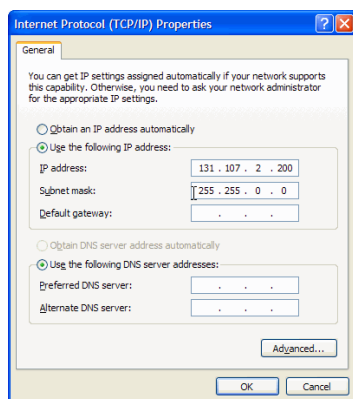 Internet Protocol (TCP/IP) Properties
General
You can get IP settings assigned automatically if your network supports
this capability. Otherwise, you need to ask your network administrator
for the appropriate IP settings.
Obtain an IP address automatically
Use the following IP address:
IP address: 131 . 107 . 2 . 200
Subnet mask: 255 . 255 . 0 . 0
Default gateway: . . .
Obtain DNS server address automatically
Use the following DNS server addresses:
Preferred DNS server: . . .
Alternate DNS server: . . .
Advanced...
OK Cancel